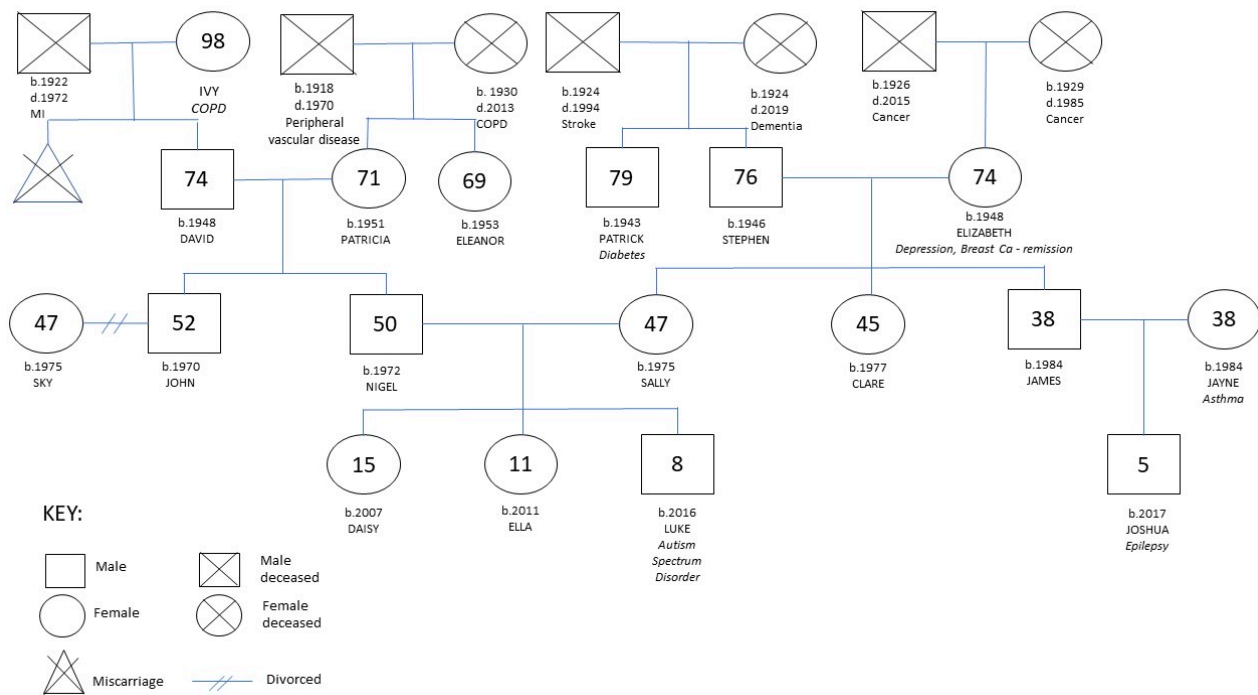 98
b.1922
d.1972
MI
IVY
COPD
b.1918
d.1970
Peripheral
vascular disease
b. 1930
d.2013
COPD
b.1924
d.1994
Stroke
b.1924
d.2019
Dementia
b.1926
d.2015
Cancer
b.1929
d.1985
Cancer
74
b.1948
DAVID
71
b.1951
PATRICIA
69
b.1953
ELEANOR
79
b.1943
PATRICK
Diabetes
76
b.1946
STEPHEN
74
b.1948
ELIZABETH
Depression, Breast Ca - remission
47
b.1975
SKY
52
b.1970
JOHN
50
b.1972
NIGEL
47
b.1975
SALLY
45
b.1977
CLARE
38
b.1984
JAMES
38
b.1984
JAYNE
Asthma
15
b.2007
DAISY
11
b.2011
ELLA
8
b.2016
LUKE
Autism
Spectrum
Disorder
5
b.2017
JOSHUA
Epilepsy
KEY:
Male
Male
deceased
Female
Female
deceased
Miscarriage
Divorced